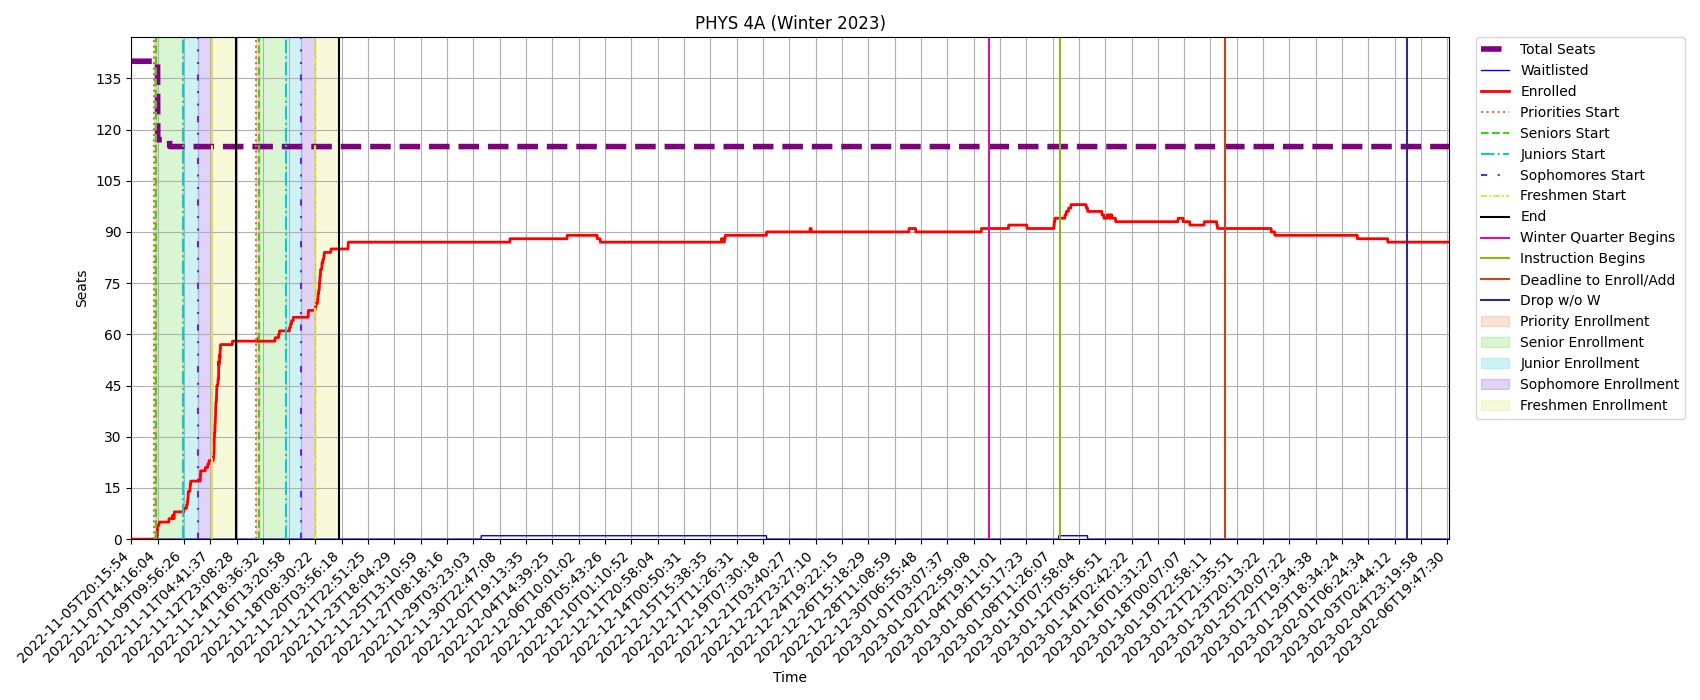 PHYS 4A (Winter 2023)
Seats
135
120
105
90
75
60
45
30
15
0
2022-11-05T20:15:54
2022-11-07T14:16:04
2022-11-09T09:56:26
2022-11-11T04:41:37
2022-11-12T23:08:28
2022-11-14T18:36:32
2022-11-16T13:20:58
2022-11-18T08:30:22
2022-11-20T03:56:18
2022-11-21T22:51:25
2022-11-23T18:04:29
2022-11-25T13:10:59
2022-11-27T08:18:16
2022-11-29T03:23:03
2022-11-30T22:47:08
2022-12-02T19:13:35
2022-12-04T14:39:25
2022-12-06T10:01:02
2022-12-08T05:43:26
2022-12-10T01:10:52
2022-12-11T20:58:04
2022-12-14T00:50:31
2022-12-15T15:38:35
2022-12-17T11:26:31
2022-12-19T07:30:18
2022-12-21T03:40:27
2022-12-22T23:27:10
2022-12-24T19:22:15
2022-12-26T15:18:29
2022-12-28T11:08:59
2022-12-30T06:55:48
2023-01-01T03:07:37
2023-01-02T22:59:08
2023-01-04T19:11:01
2023-01-06T15:17:23
2023-01-08T11:26:07
2023-01-10T07:58:04
2023-01-12T05:56:51
2023-01-14T02:42:22
2023-01-16T01:31:27
2023-01-18T00:07:07
2023-01-19T22:58:11
2023-01-21T21:35:51
2023-01-23T20:13:22
2023-01-25T20:07:22
2023-01-27T19:34:38
2023-01-29T18:34:24
2023-02-01T06:24:34
2023-02-03T02:44:12
2023-02-04T23:19:58
2023-02-06T19:47:30
Time
Total Seats
Waitlisted
Enrolled
Priorities Start
Seniors Start
Juniors Start
Sophomores Start
Freshmen Start
End
Winter Quarter Begins
Instruction Begins
Deadline to Enroll/Add
Drop w/o W
Priority Enrollment
Senior Enrollment
Junior Enrollment
Sophomore Enrollment
Freshmen Enrollment